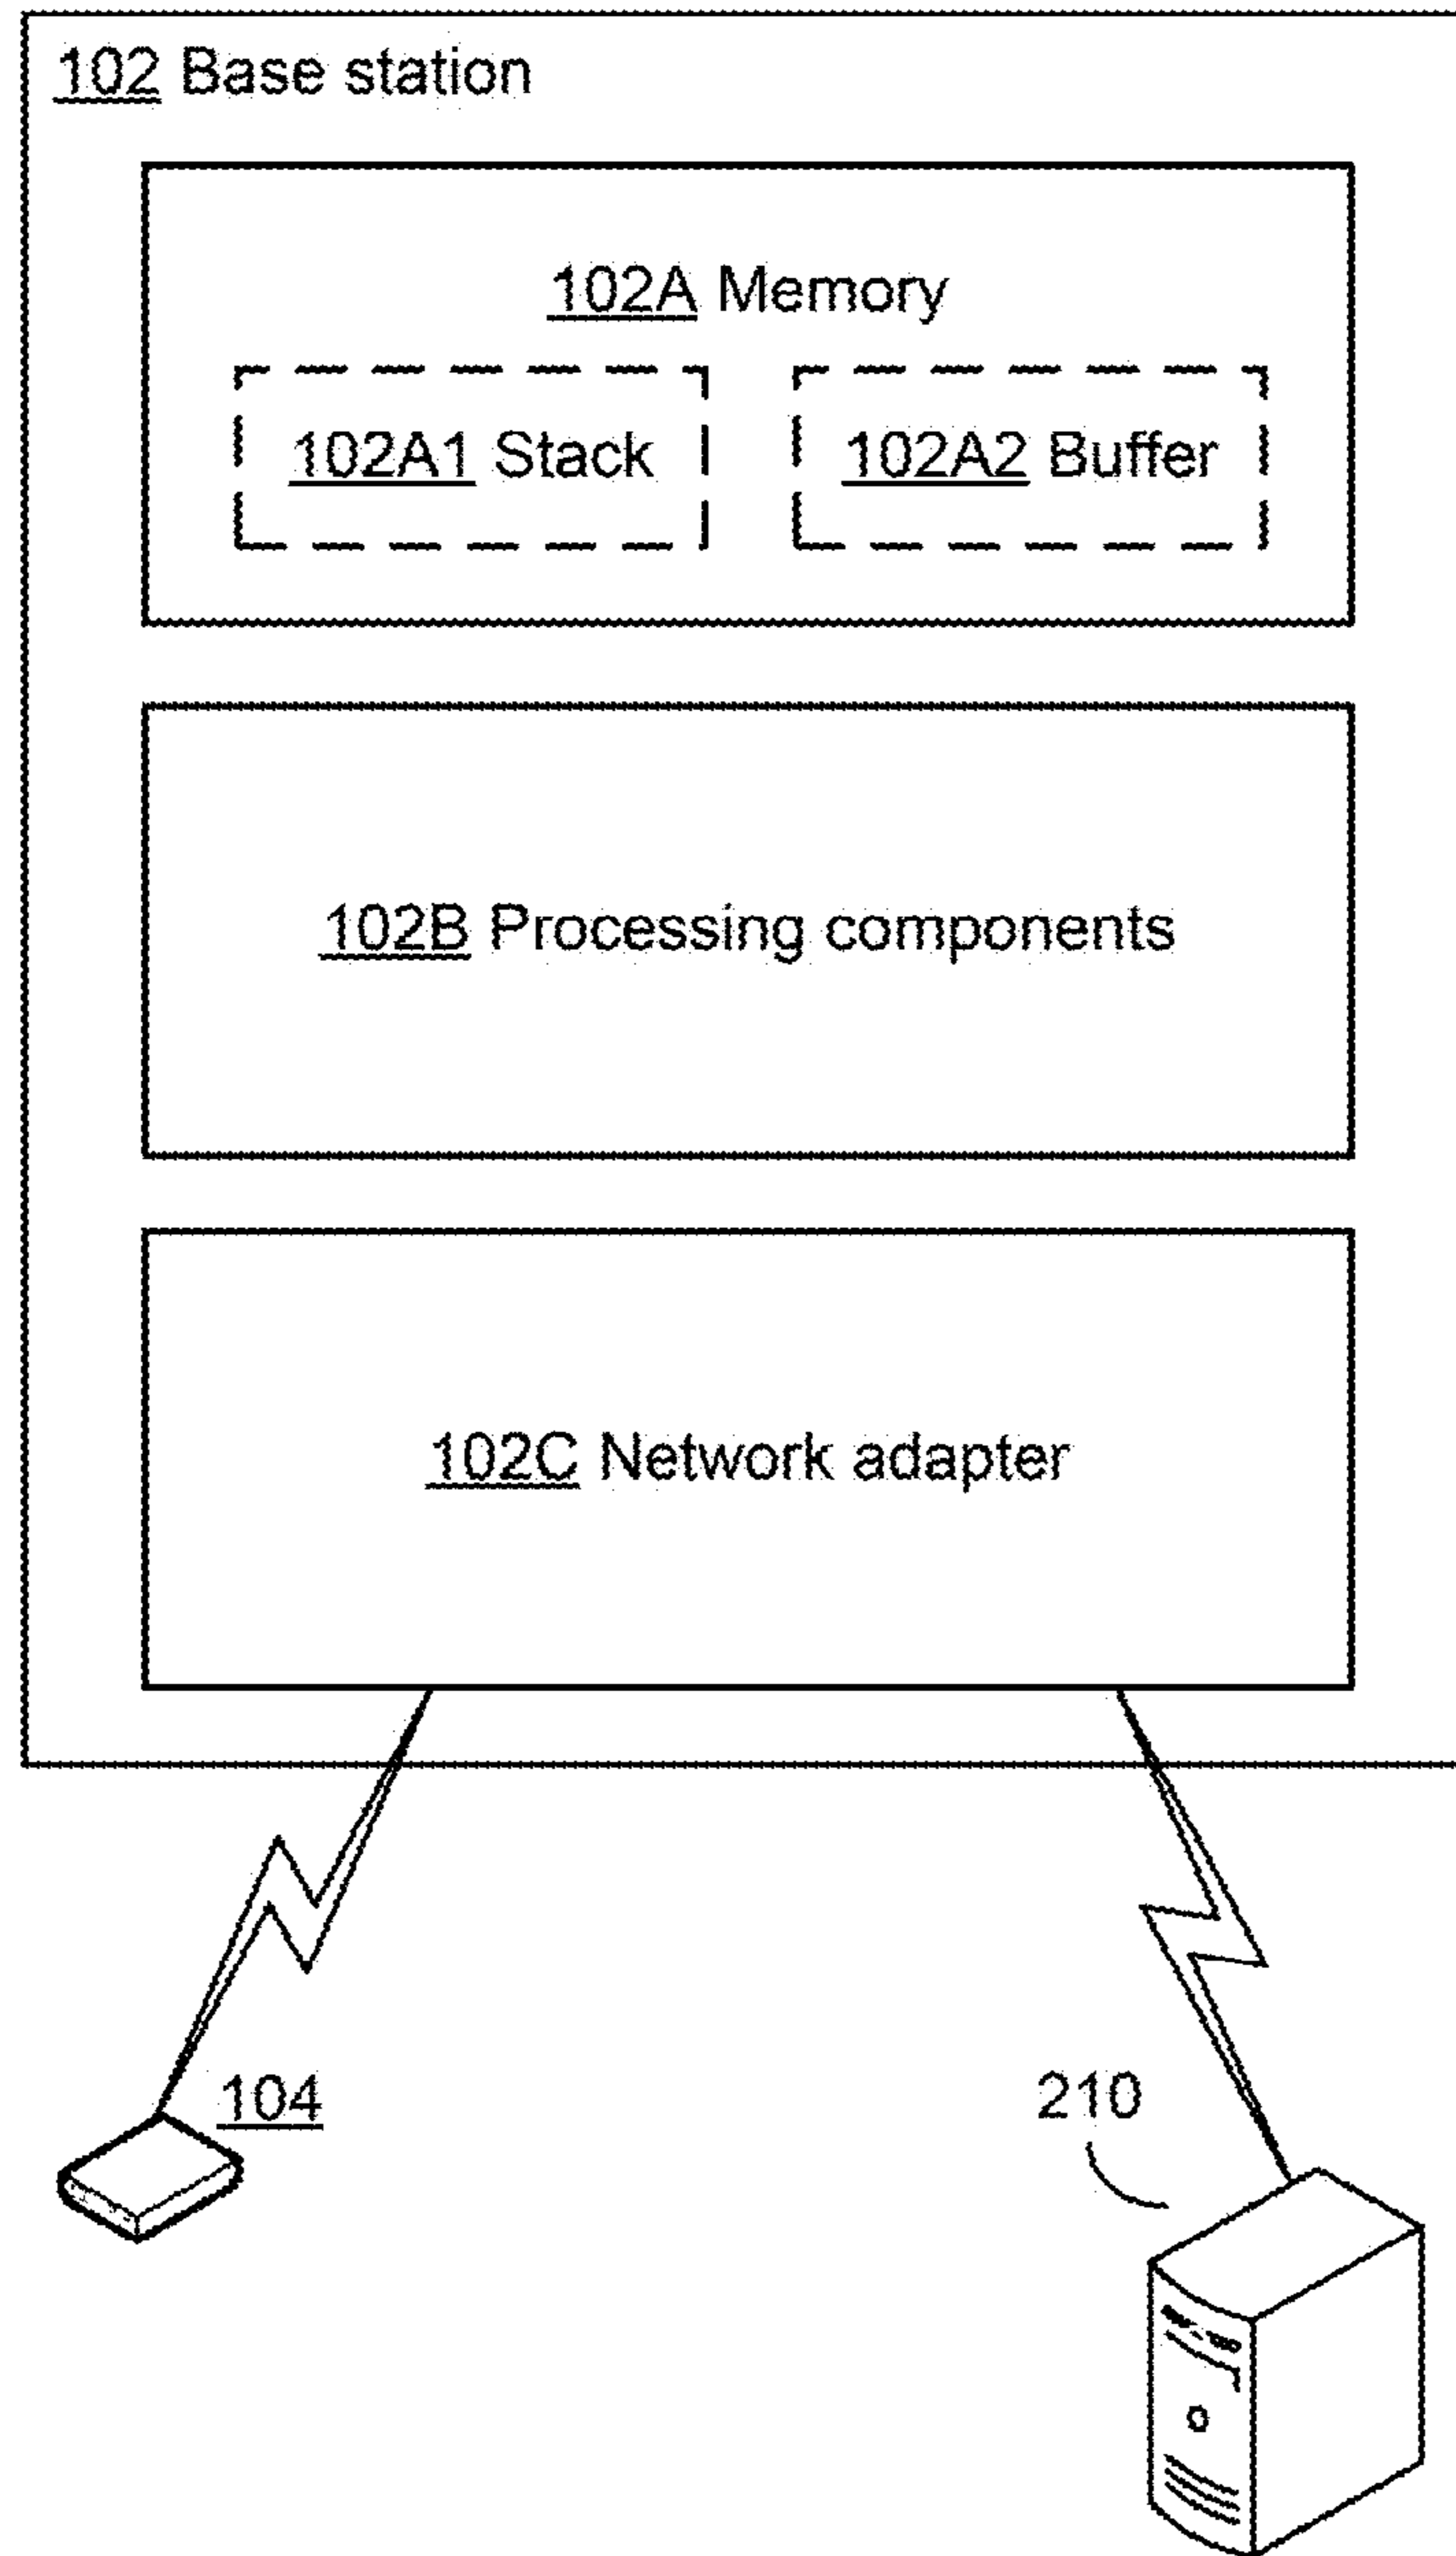 102 Base station
102A Memory
102A1 Stack
102A2 Buffer
102B Processing components
102C Network adapter
104
210